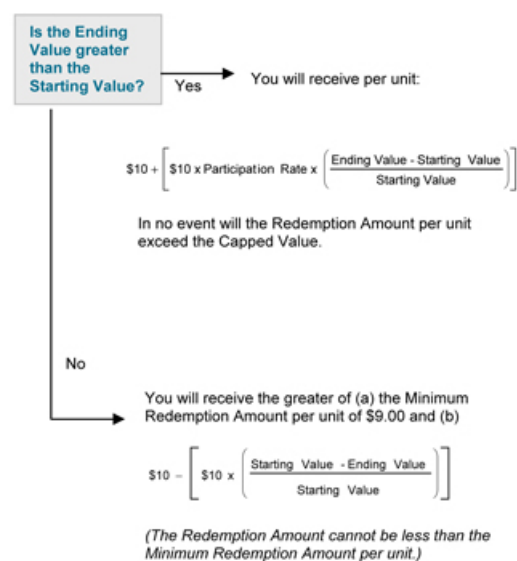 Is the Ending
Value greater
than the
Starting Value?
Yes
You will receive per unit:
$10 + [ $10 x Participation Rate x ( Ending Value - Starting Value
Starting Value ) ]
In no event will the Redemption Amount per unit
exceed the Capped Value.
No
You will receive the greater of (a) the Minimum
Redemption Amount per unit of $9.00 and (b)
$10 – [ $10 x ( Starting Value - Ending Value
Starting Value ) ]
(The Redemption Amount cannot be less than the
Minimum Redemption Amount per unit.)